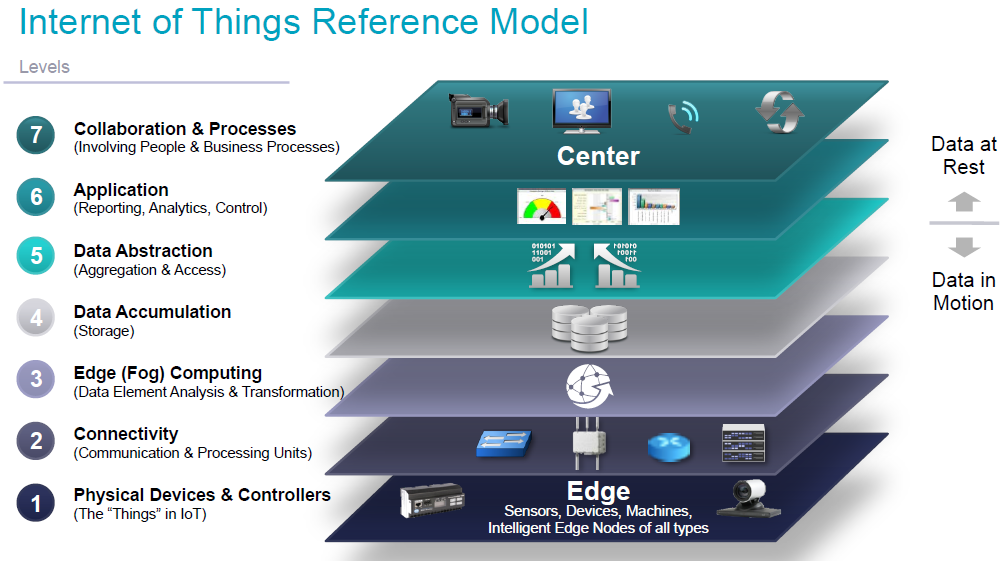 Internet of Things Reference Model
Levels
7
Collaboration & Processes
(Involving People & Business Processes)
6
Application
(Reporting, Analytics, Control)
5
Data Abstraction
(Aggregation & Access)
4
Data Accumulation
(Storage)
3
Edge (Fog) Computing
(Data Element Analysis & Transformation)
2
Connectivity
(Communication & Processing Units)
1
Physical Devices & Controllers
(The “Things” in IoT)
Center
010101
11001
001
Edge
Sensors, Devices, Machines,
Intelligent Edge Nodes of all types
Data at
Rest
Data in
Motion